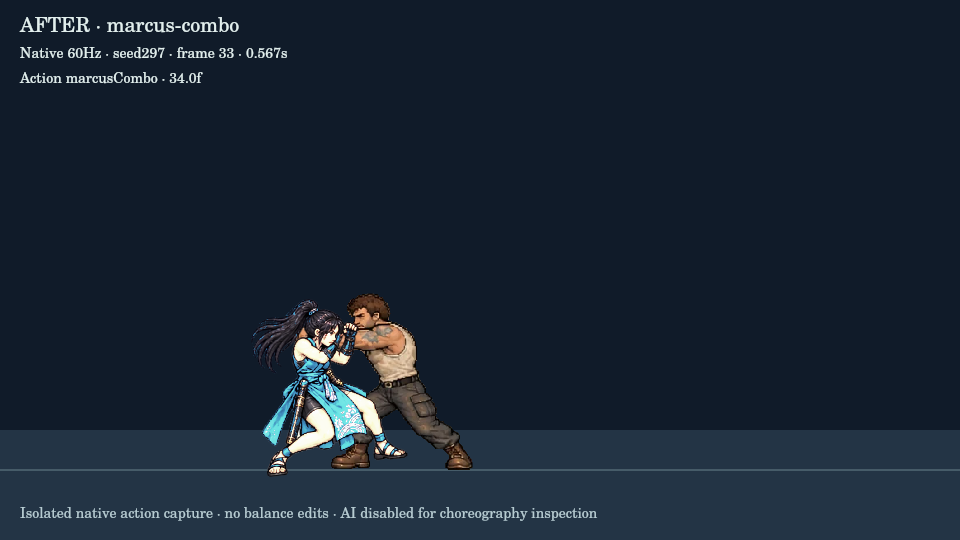 AFTER · marcus-combo
Native 60Hz · seed297 · frame 33 · 0.567s
Action marcusCombo · 34.0f
Isolated native action capture · no balance edits · AI disabled for choreography inspection